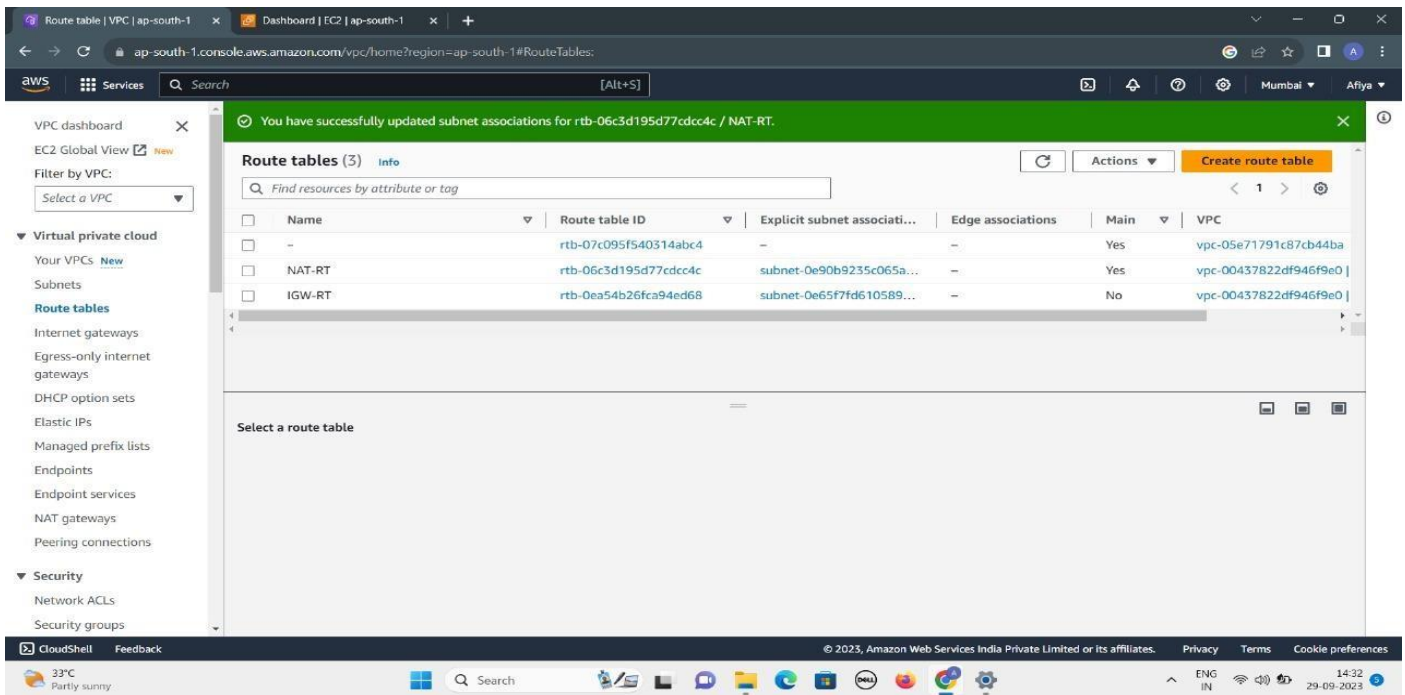 Route table | VPC | ap-south-1
Dashboard | EC2 | ap-south-1
ap-south-1.console.aws.amazon.com/vpc/home?region=ap-south-1#RouteTables:
A
aws
Services
Search
[Alt+S]
Mumbai
Afiya
VPC dashboard
EC2 Global View New
Filter by VPC:
Select a VPC
Virtual private cloud
Your VPCs New
Subnets
Route tables
Internet gateways
Egress-only internet
gateways
DHCP option sets
Elastic IPs
Managed prefix lists
Endpoints
Endpoint services
NAT gateways
Peering connections
Security
Network ACLs
Security groups
You have successfully updated subnet associations for rtb-06c3d195d77cdcc4c / NAT-RT.
Route tables (3) Info
Actions
Create route table
Find resources by attribute or tag
1
Name Route table ID Explicit subnet associati... Edge associations Main VPC
– rtb-07c095f540314abc4 – – Yes vpc-05e71791c87cb44ba
NAT-RT rtb-06c3d195d77cdcc4c subnet-0e90b9235c065a... – Yes vpc-00437822df946f9e0 |
IGW-RT rtb-0ea54b26fca94ed68 subnet-0e65f7fd610589... – No vpc-00437822df946f9e0 |
Select a route table
CloudShell
Feedback
© 2023, Amazon Web Services India Private Limited or its affiliates.
Privacy
Terms
Cookie preferences
33°C
Partly sunny
Search
DELL
ENG
IN
14:32
29-09-2023
5